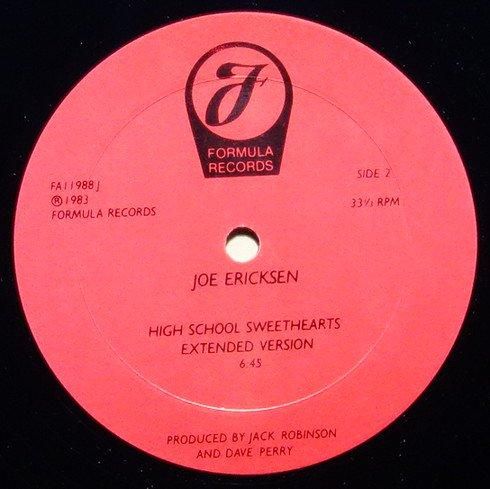 F
FORMULA
RECORDS
FA11988J
℗1983
FORMULA RECORDS
SIDE 2
33⅓ RPM
JOE ERICKSEN
HIGH SCHOOL SWEETHEARTS
EXTENDED VERSION
6.45
PRODUCED BY JACK ROBINSON
AND DAVE PERRY